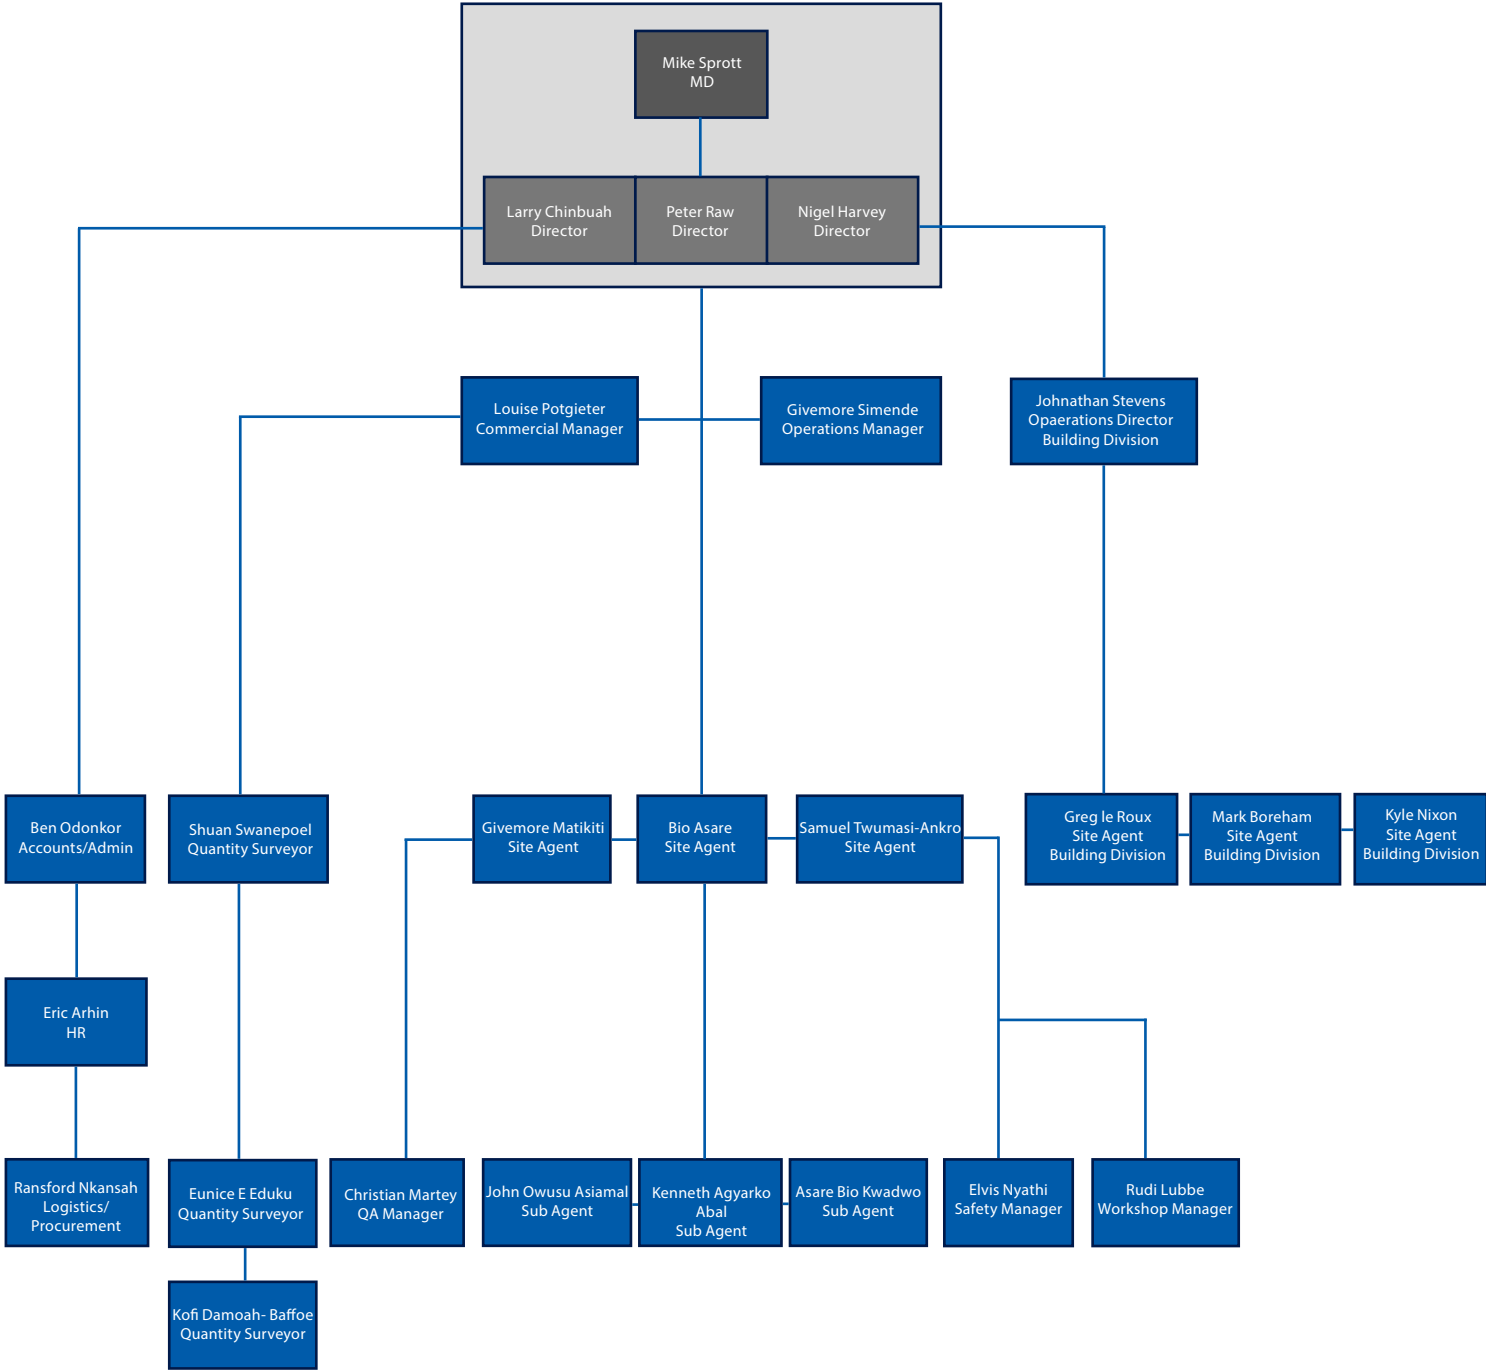 Mike Sprott
MD
Larry Chinbuah
Director
Peter Raw
Director
Nigel Harvey
Director
Louise Potgieter
Commercial Manager
Givemore Simende
Operations Manager
Johnathan Stevens
Opaerations Director
Building Division
Ben Odonkor
Accounts/Admin
Shuan Swanepoel
Quantity Surveyor
Givemore Matikiti
Site Agent
Bio Asare
Site Agent
Samuel Twumasi-Ankro
Site Agent
Greg le Roux
Site Agent
Building Division
Mark Boreham
Site Agent
Building Division
Kyle Nixon
Site Agent
Building Division
Eric Arhin
HR
Ransford Nkansah
Logistics/
Procurement
Eunice E Eduku
Quantity Surveyor
Christian Martey
QA Manager
John Owusu Asiamal
Sub Agent
Kenneth Agyarko
Abal
Sub Agent
Asare Bio Kwadwo
Sub Agent
Elvis Nyathi
Safety Manager
Rudi Lubbe
Workshop Manager
Kofi Damoah- Baffoe
Quantity Surveyor